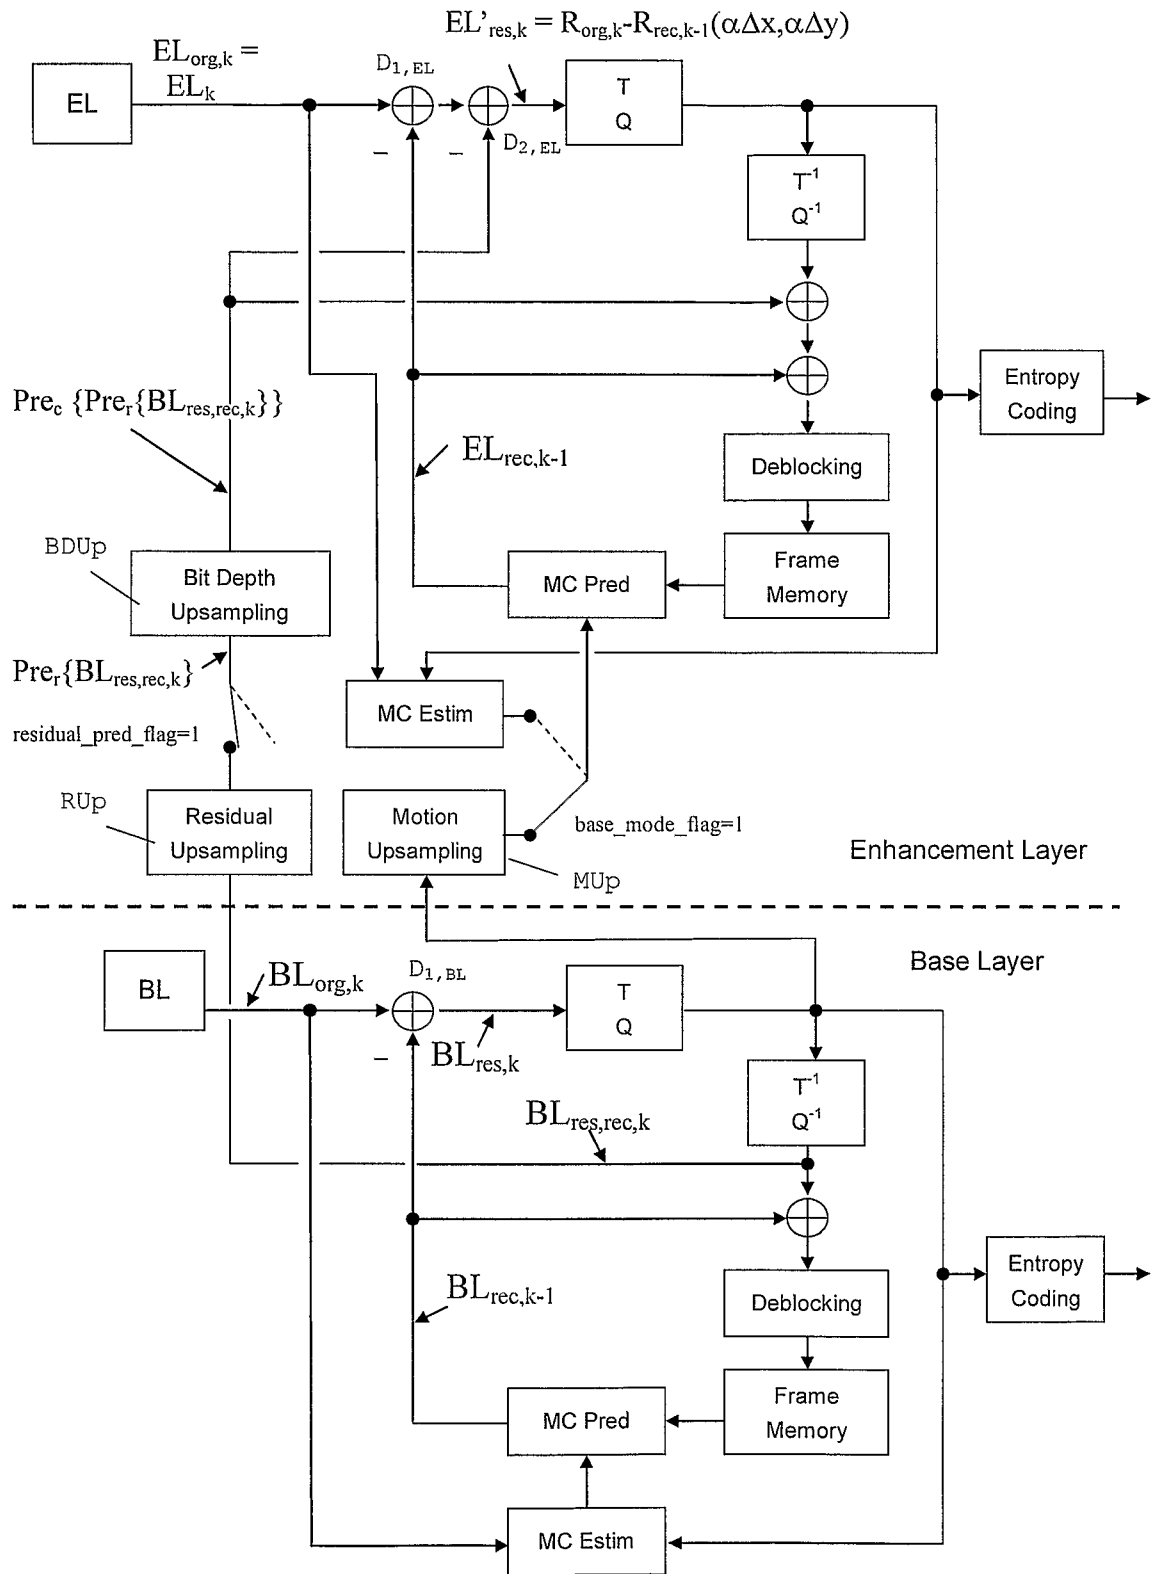 EL'res,k = Rorg,k-Rrec,k-1(αΔx,αΔy)
ELorg,k =
ELk
D1,EL
EL
T
Q
–
–
D2,EL
T-1
Q-1
Prec {Prer{BLres,rec,k}}
Entropy
Coding
ELrec,k-1
Deblocking
BDUp
Bit Depth
Upsampling
MC Pred
Frame
Memory
Prer{BLres,rec,k}
MC Estim
residual_pred_flag=1
RUp
Residual
Upsampling
Motion
Upsampling
base_mode_flag=1
MUp
Enhancement Layer
Base Layer
BL
BLorg,k
D1,BL
T
Q
–
BLres,k
T-1
Q-1
BLres,rec,k
Entropy
Coding
BLrec,k-1
Deblocking
MC Pred
Frame
Memory
MC Estim